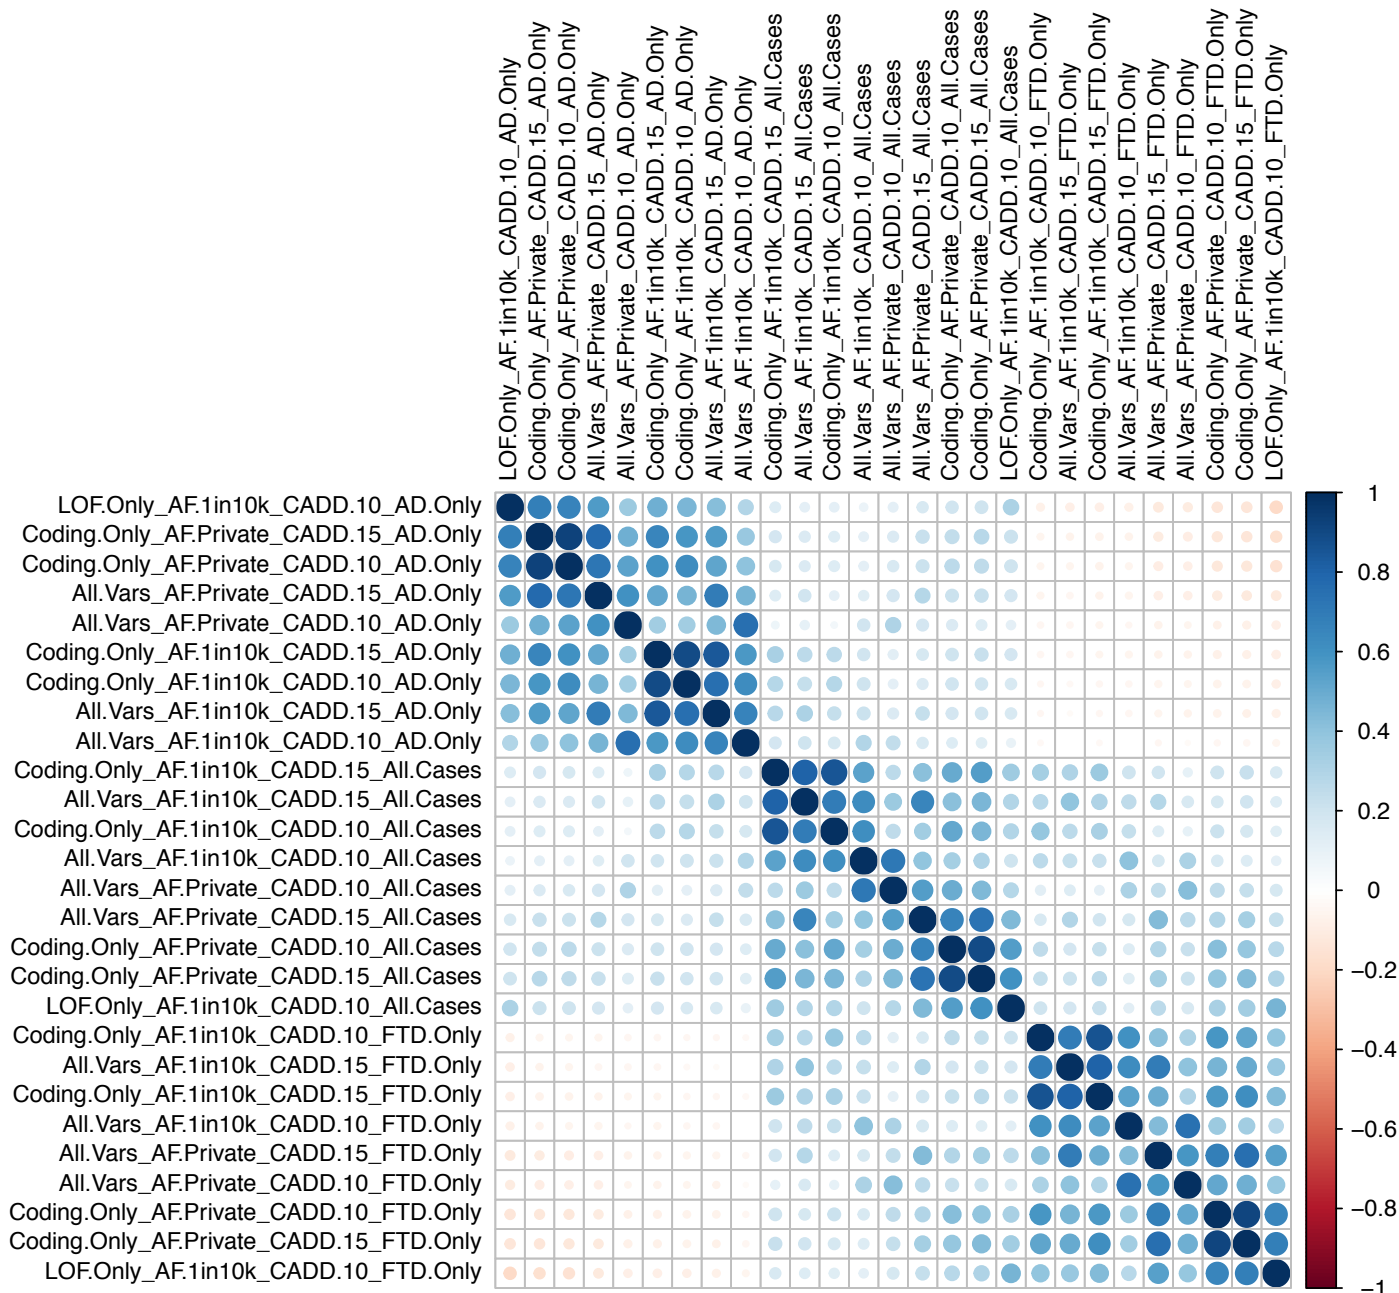 LOF.Only_AF.1in10k_CADD.10_AD.Only
Coding.Only_AF.Private_CADD.15_AD.Only
Coding.Only_AF.Private_CADD.10_AD.Only
All.Vars_AF.Private_CADD.15_AD.Only
All.Vars_AF.Private_CADD.10_AD.Only
Coding.Only_AF.1in10k_CADD.15_AD.Only
Coding.Only_AF.1in10k_CADD.10_AD.Only
All.Vars_AF.1in10k_CADD.15_AD.Only
All.Vars_AF.1in10k_CADD.10_AD.Only
Coding.Only_AF.1in10k_CADD.15_All.Cases
All.Vars_AF.1in10k_CADD.15_All.Cases
Coding.Only_AF.1in10k_CADD.10_All.Cases
All.Vars_AF.1in10k_CADD.10_All.Cases
All.Vars_AF.Private_CADD.10_All.Cases
All.Vars_AF.Private_CADD.15_All.Cases
Coding.Only_AF.Private_CADD.10_All.Cases
Coding.Only_AF.Private_CADD.15_All.Cases
LOF.Only_AF.1in10k_CADD.10_All.Cases
Coding.Only_AF.1in10k_CADD.10_FTD.Only
All.Vars_AF.1in10k_CADD.15_FTD.Only
Coding.Only_AF.1in10k_CADD.15_FTD.Only
All.Vars_AF.1in10k_CADD.10_FTD.Only
All.Vars_AF.Private_CADD.15_FTD.Only
All.Vars_AF.Private_CADD.10_FTD.Only
Coding.Only_AF.Private_CADD.10_FTD.Only
Coding.Only_AF.Private_CADD.15_FTD.Only
LOF.Only_AF.1in10k_CADD.10_FTD.Only
LOF.Only_AF.1in10k_CADD.10_AD.Only
Coding.Only_AF.Private_CADD.15_AD.Only
Coding.Only_AF.Private_CADD.10_AD.Only
All.Vars_AF.Private_CADD.15_AD.Only
All.Vars_AF.Private_CADD.10_AD.Only
Coding.Only_AF.1in10k_CADD.15_AD.Only
Coding.Only_AF.1in10k_CADD.10_AD.Only
All.Vars_AF.1in10k_CADD.15_AD.Only
All.Vars_AF.1in10k_CADD.10_AD.Only
Coding.Only_AF.1in10k_CADD.15_All.Cases
All.Vars_AF.1in10k_CADD.15_All.Cases
Coding.Only_AF.1in10k_CADD.10_All.Cases
All.Vars_AF.1in10k_CADD.10_All.Cases
All.Vars_AF.Private_CADD.10_All.Cases
All.Vars_AF.Private_CADD.15_All.Cases
Coding.Only_AF.Private_CADD.10_All.Cases
Coding.Only_AF.Private_CADD.15_All.Cases
LOF.Only_AF.1in10k_CADD.10_All.Cases
Coding.Only_AF.1in10k_CADD.10_FTD.Only
All.Vars_AF.1in10k_CADD.15_FTD.Only
Coding.Only_AF.1in10k_CADD.15_FTD.Only
All.Vars_AF.1in10k_CADD.10_FTD.Only
All.Vars_AF.Private_CADD.15_FTD.Only
All.Vars_AF.Private_CADD.10_FTD.Only
Coding.Only_AF.Private_CADD.10_FTD.Only
Coding.Only_AF.Private_CADD.15_FTD.Only
LOF.Only_AF.1in10k_CADD.10_FTD.Only
1
0.8
0.6
0.4
0.2
0
−0.2
−0.4
−0.6
−0.8
−1